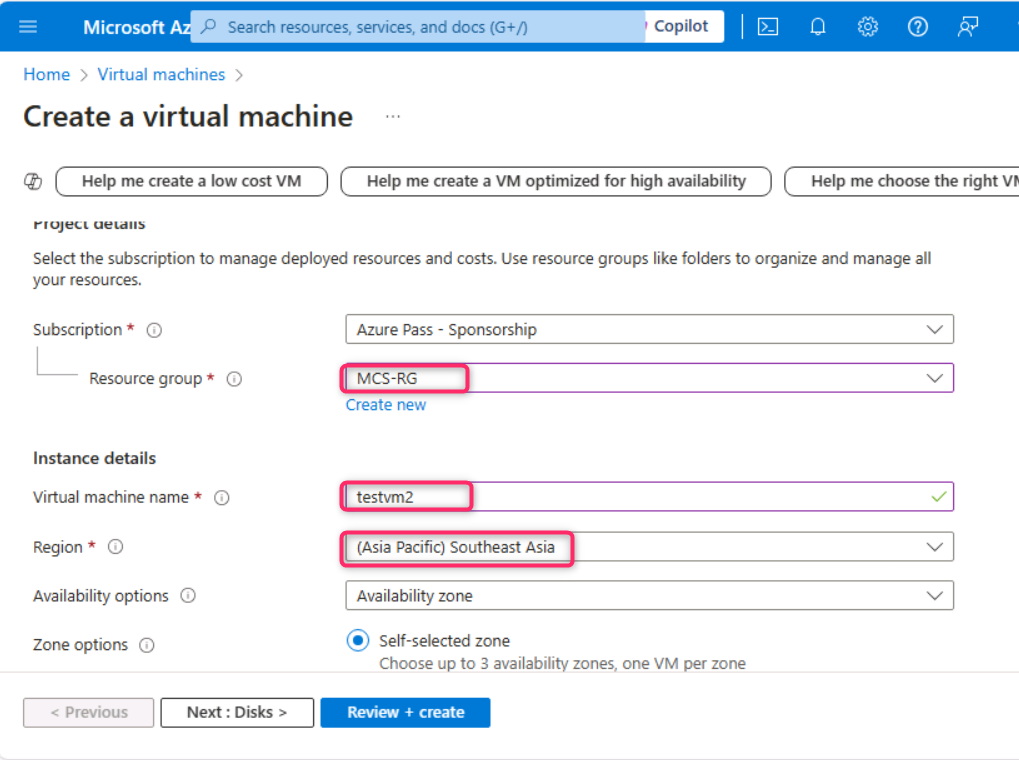 Microsoft Az
Search resources, services, and docs (G+/)
Copilot
Home > Virtual machines >
Create a virtual machine ...
Help me create a low cost VM
Help me create a VM optimized for high availability
Help me choose the right VM
Project details
Select the subscription to manage deployed resources and costs. Use resource groups like folders to organize and manage all
your resources.
Subscription *
Azure Pass - Sponsorship
Resource group *
MCS-RG
Create new
Instance details
Virtual machine name *
testvm2
Region *
(Asia Pacific) Southeast Asia
Availability options
Availability zone
Zone options
Self-selected zone
Choose up to 3 availability zones, one VM per zone
< Previous
Next : Disks >
Review + create